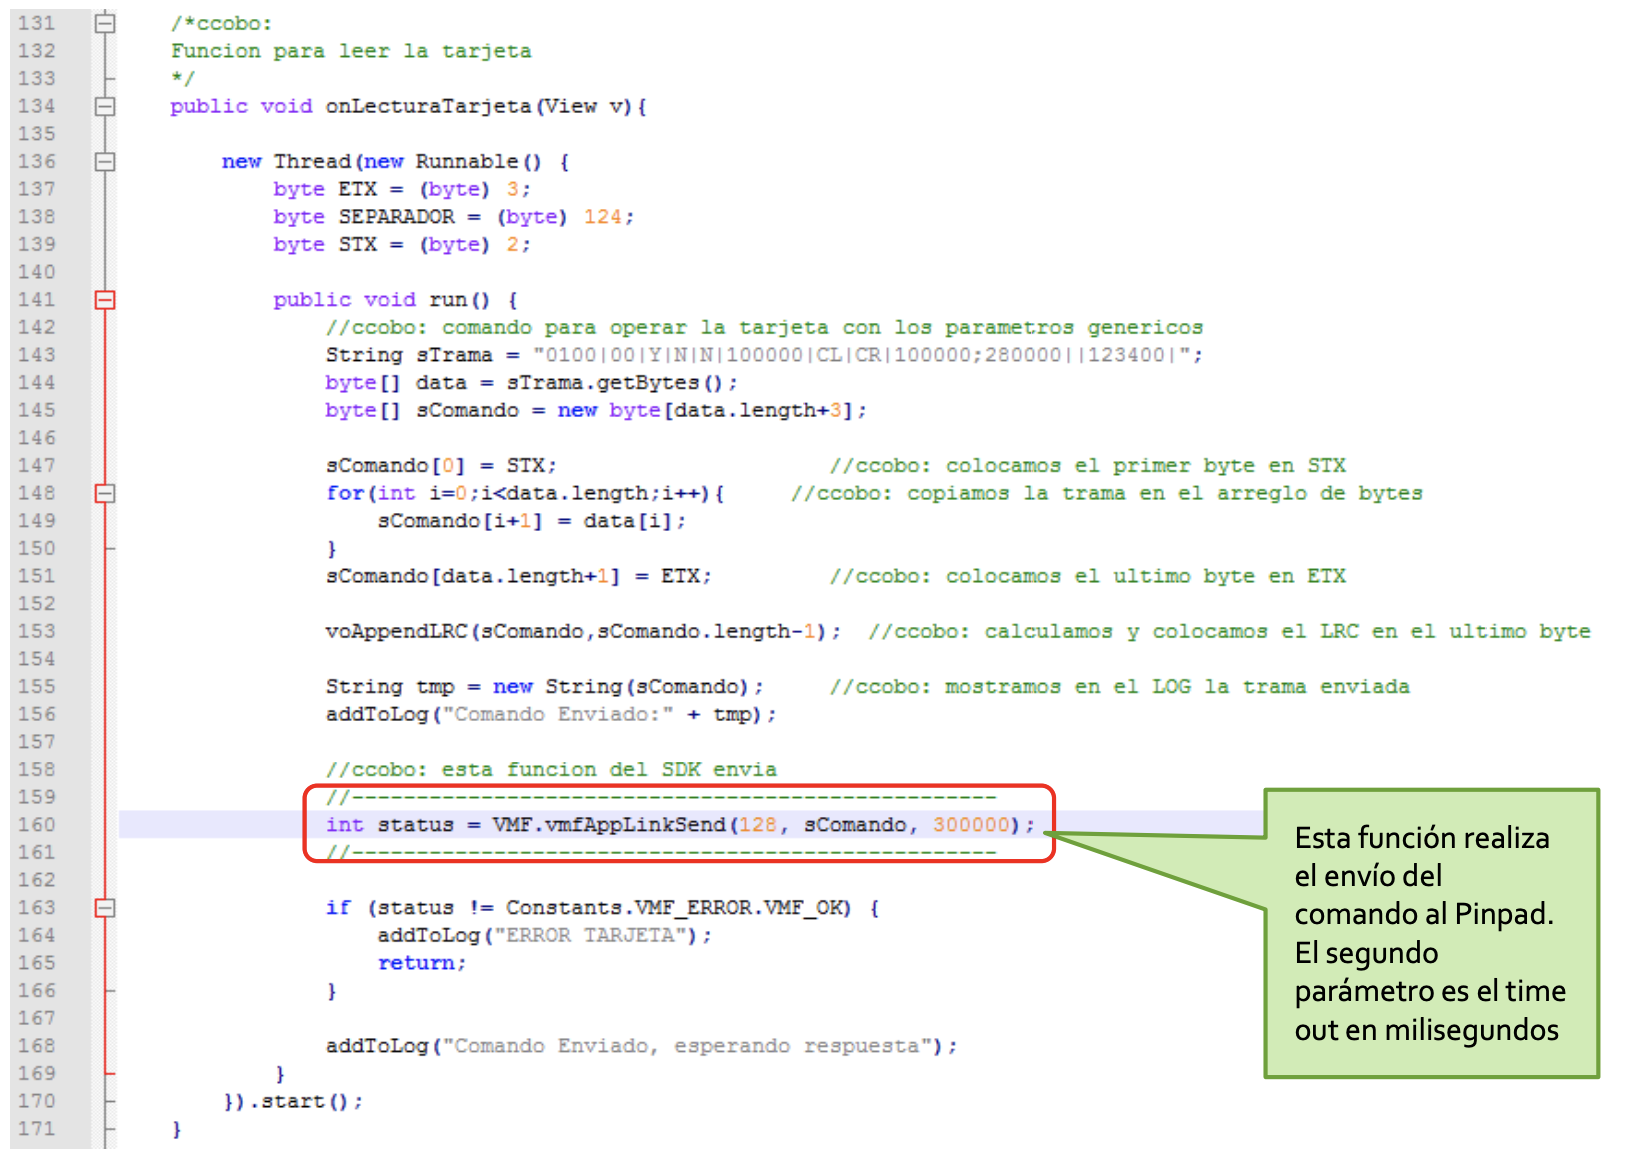 131 /*ccobo:
132 Funcion para leer la tarjeta
133 */
134 public void onLecturaTarjeta(View v){
135
136 new Thread(new Runnable() {
137 byte ETX = (byte) 3;
138 byte SEPARADOR = (byte) 124;
139 byte STX = (byte) 2;
140
141 public void run() {
142 //ccobo: comando para operar la tarjeta con los parametros genericos
143 String sTrama = "0100|00|Y|N|N|100000|CL|CR|100000;280000||123400|";
144 byte[] data = sTrama.getBytes();
145 byte[] sComando = new byte[data.length+3];
146
147 sComando[0] = STX; //ccobo: colocamos el primer byte en STX
148 for(int i=0;i<data.length;i++){ //ccobo: copiamos la trama en el arreglo de bytes
149 sComando[i+1] = data[i];
150 }
151 sComando[data.length+1] = ETX; //ccobo: colocamos el ultimo byte en ETX
152
153 voAppendLRC(sComando,sComando.length-1); //ccobo: calculamos y colocamos el LRC en el ultimo byte
154
155 String tmp = new String(sComando); //ccobo: mostramos en el LOG la trama enviada
156 addToLog("Comando Enviado:" + tmp);
157
158 //ccobo: esta funcion del SDK envia
159 //--------------------------------------------------
160 int status = VMF.vmfAppLinkSend(128, sComando, 300000);
161 //--------------------------------------------------
162
163 if (status != Constants.VMF_ERROR.VMF_OK) {
164 addToLog("ERROR TARJETA");
165 return;
166 }
167
168 addToLog("Comando Enviado, esperando respuesta");
169 }
170 }).start();
171 }
Esta función realiza
el envío del
comando al Pinpad.
El segundo
parámetro es el time
out en milisegundos